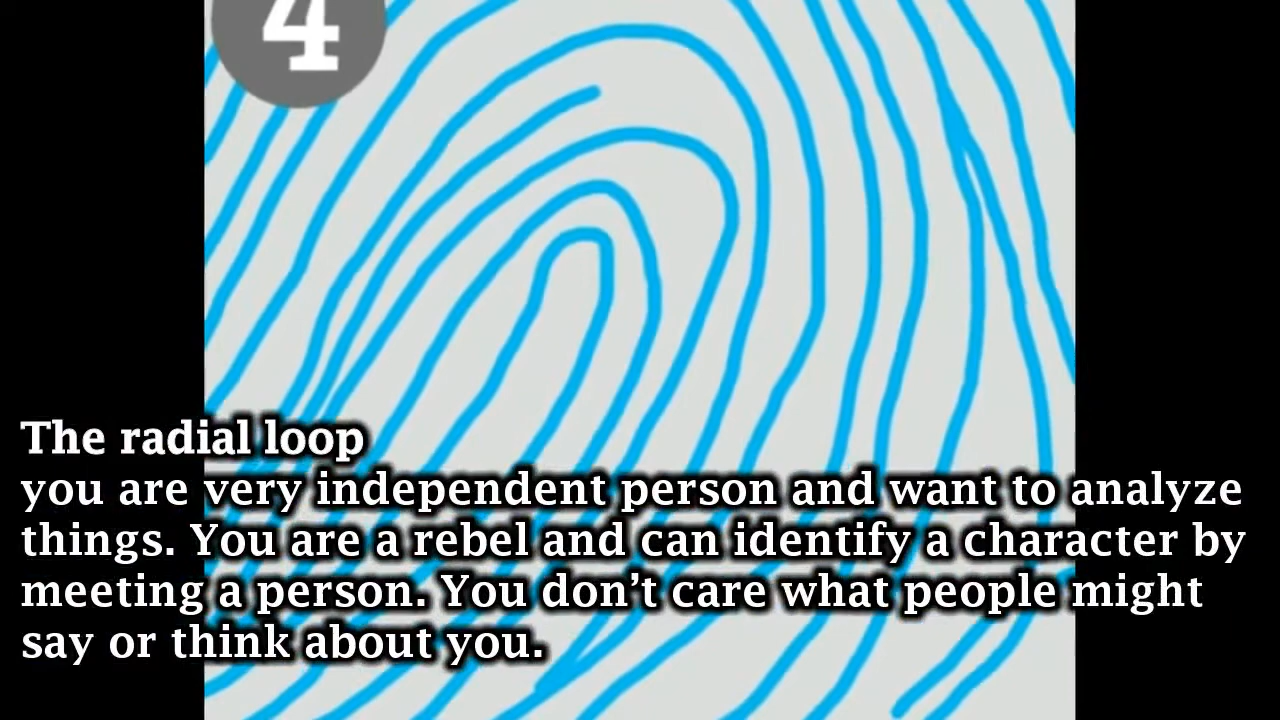 4
The radial loop
you are very independent person and want to analyze
things. You are a rebel and can identify a character by
meeting a person. You don’t care what people might
say or think about you.